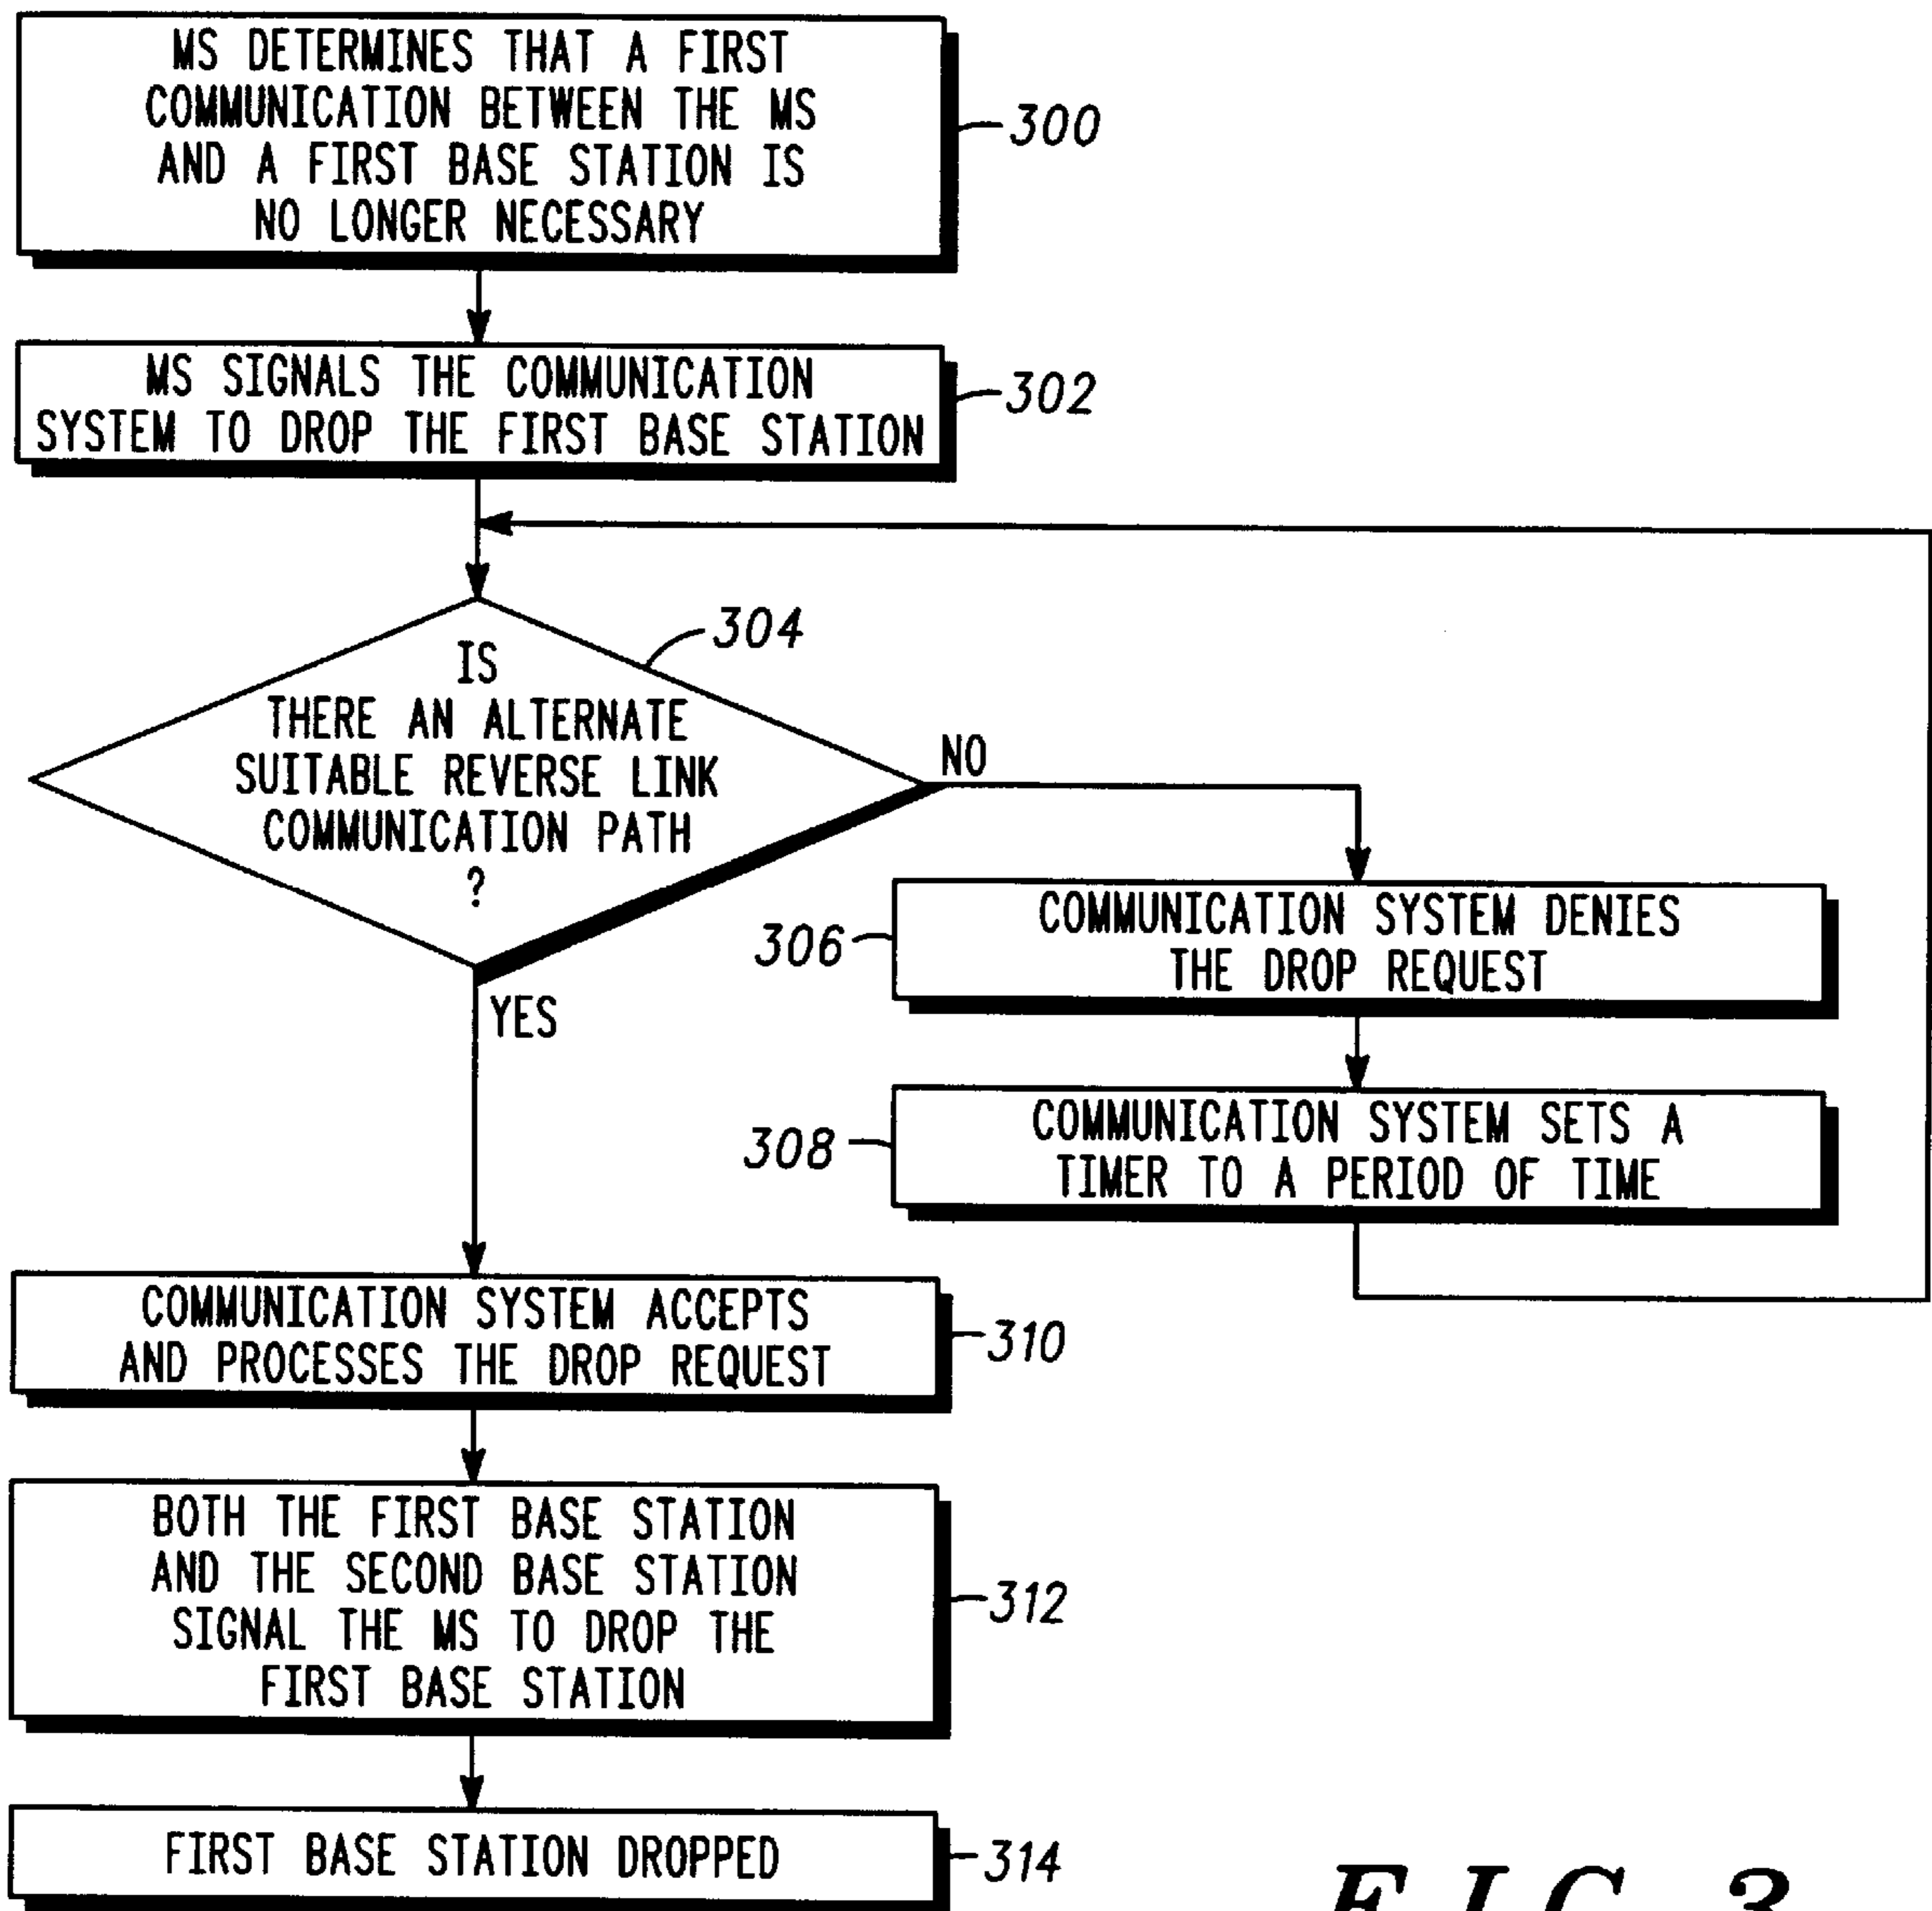 MS DETERMINES THAT A FIRST
COMMUNICATION BETWEEN THE MS
AND A FIRST BASE STATION IS
NO LONGER NECESSARY
300
MS SIGNALS THE COMMUNICATION
SYSTEM TO DROP THE FIRST BASE STATION
302
304
IS
THERE AN ALTERNATE
SUITABLE REVERSE LINK
COMMUNICATION PATH
?
NO
YES
306
COMMUNICATION SYSTEM DENIES
THE DROP REQUEST
308
COMMUNICATION SYSTEM SETS A
TIMER TO A PERIOD OF TIME
COMMUNICATION SYSTEM ACCEPTS
AND PROCESSES THE DROP REQUEST
310
BOTH THE FIRST BASE STATION
AND THE SECOND BASE STATION
SIGNAL THE MS TO DROP THE
FIRST BASE STATION
312
FIRST BASE STATION DROPPED
314
FIG. 3